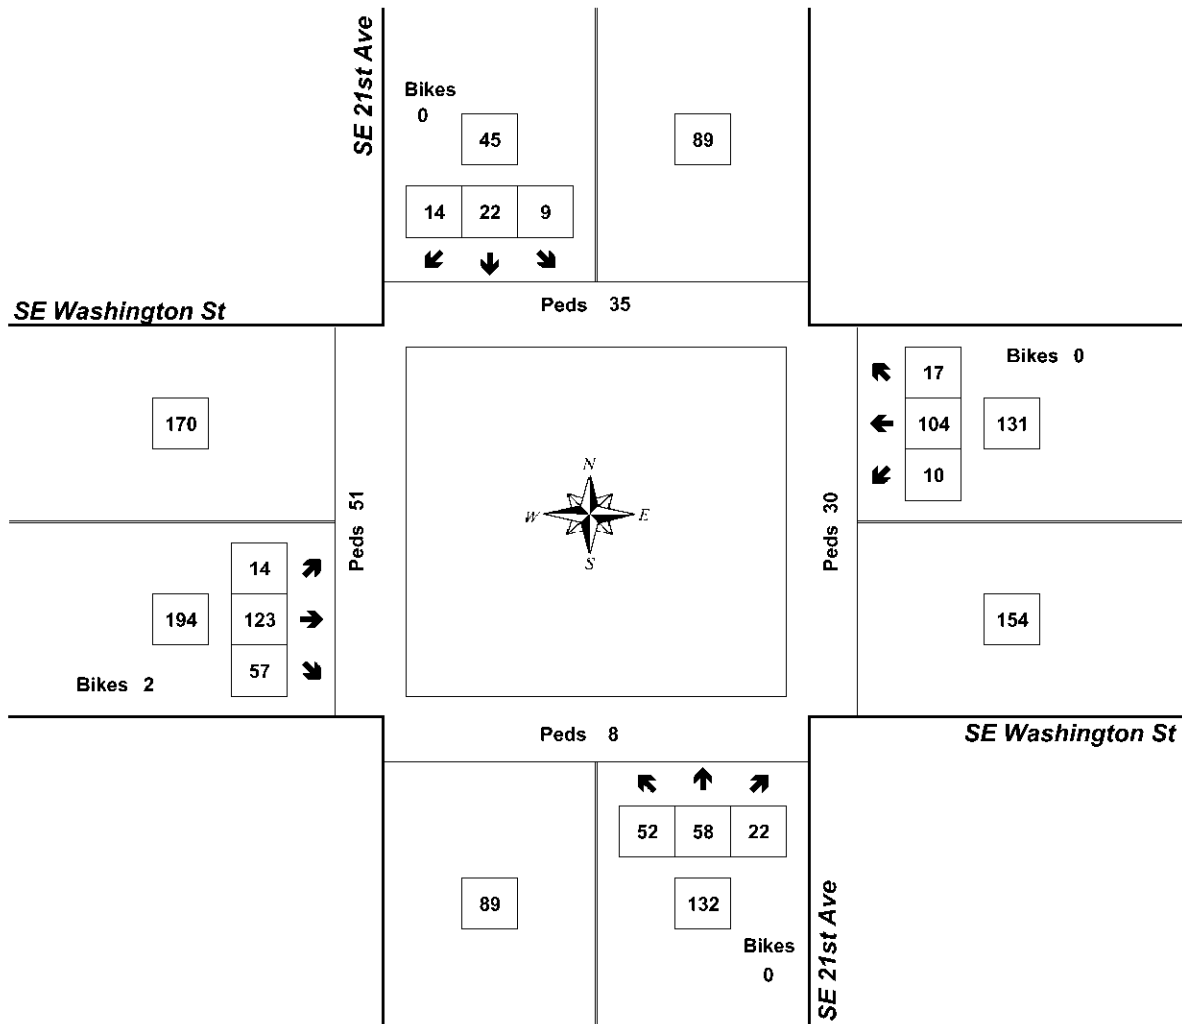 SE 21st Ave
Bikes
0
45
89
14 22 9
Peds 35
SE Washington St
Bikes 0
17
170
104 131
10
N
W E
S
Peds 51
Peds 30
14
194 123
154
57
Bikes 2
Peds 8
SE Washington St
52 58 22
89
132
Bikes
0
SE 21st Ave